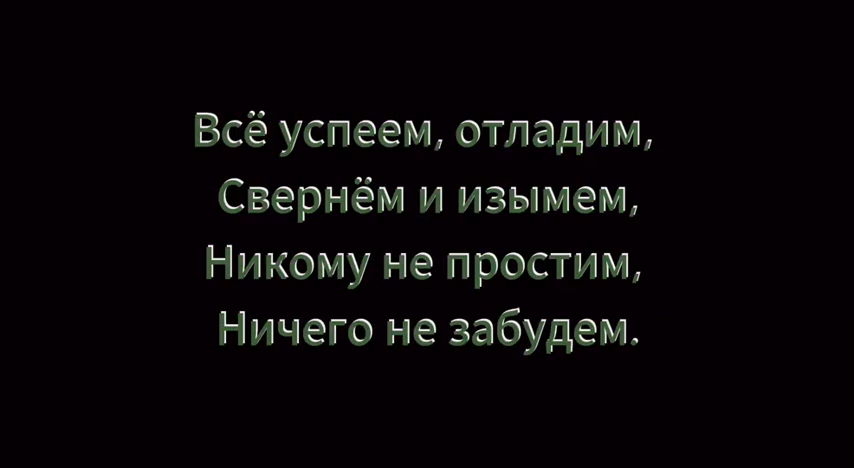 Всё успеем, отладим,
Свернём и изымем,
Никому не простим,
Ничего не забудем.